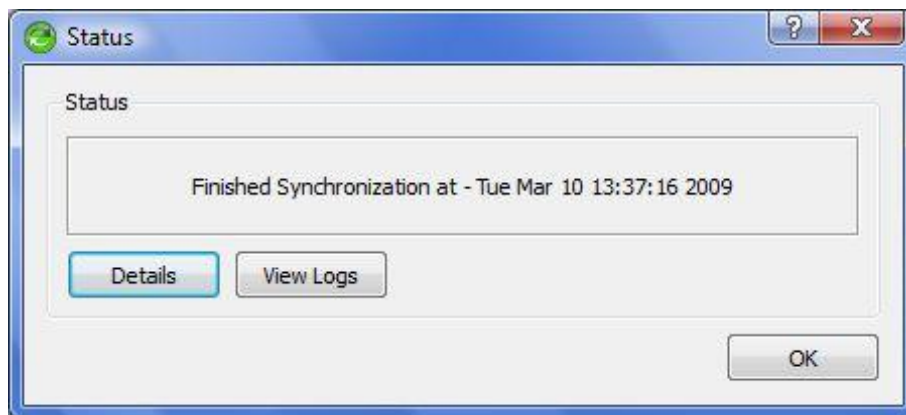 Status
Status
Finished Synchronization at - Tue Mar 10 13:37:16 2009
Details View Logs
OK